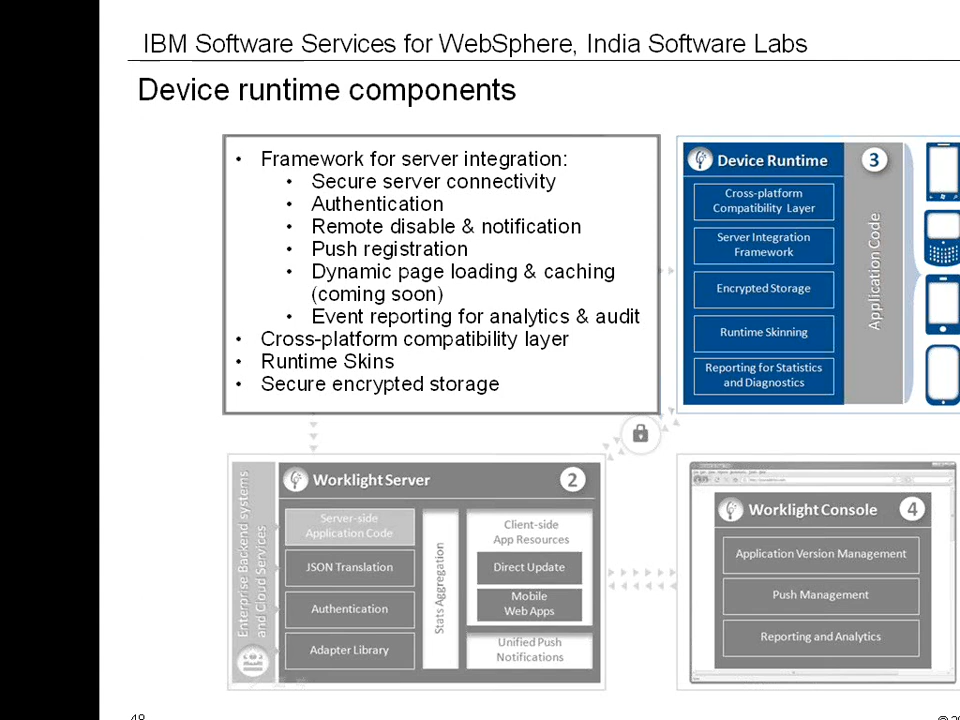 IBM Software Services for WebSphere, India Software Labs
Device runtime components
• Framework for server integration:
• Secure server connectivity
• Authentication
• Remote disable & notification
• Push registration
• Dynamic page loading & caching
(coming soon)
• Event reporting for analytics & audit
• Cross-platform compatibility layer
• Runtime Skins
• Secure encrypted storage
Device Runtime
3
Cross-platform
Compatibility Layer
Server Integration
Framework
Encrypted Storage
Runtime Skinning
Reporting for Statistics
and Diagnostics
Application Code
Enterprise Backend systems
and Cloud Services
Worklight Server
2
Server-side
Application Code
JSON Translation
Authentication
Adapter Library
Stats Aggregation
Client-side
App Resources
Direct Update
Mobile
Web Apps
Unified Push
Notifications
Worklight Console
4
Application Version Management
Push Management
Reporting and Analytics